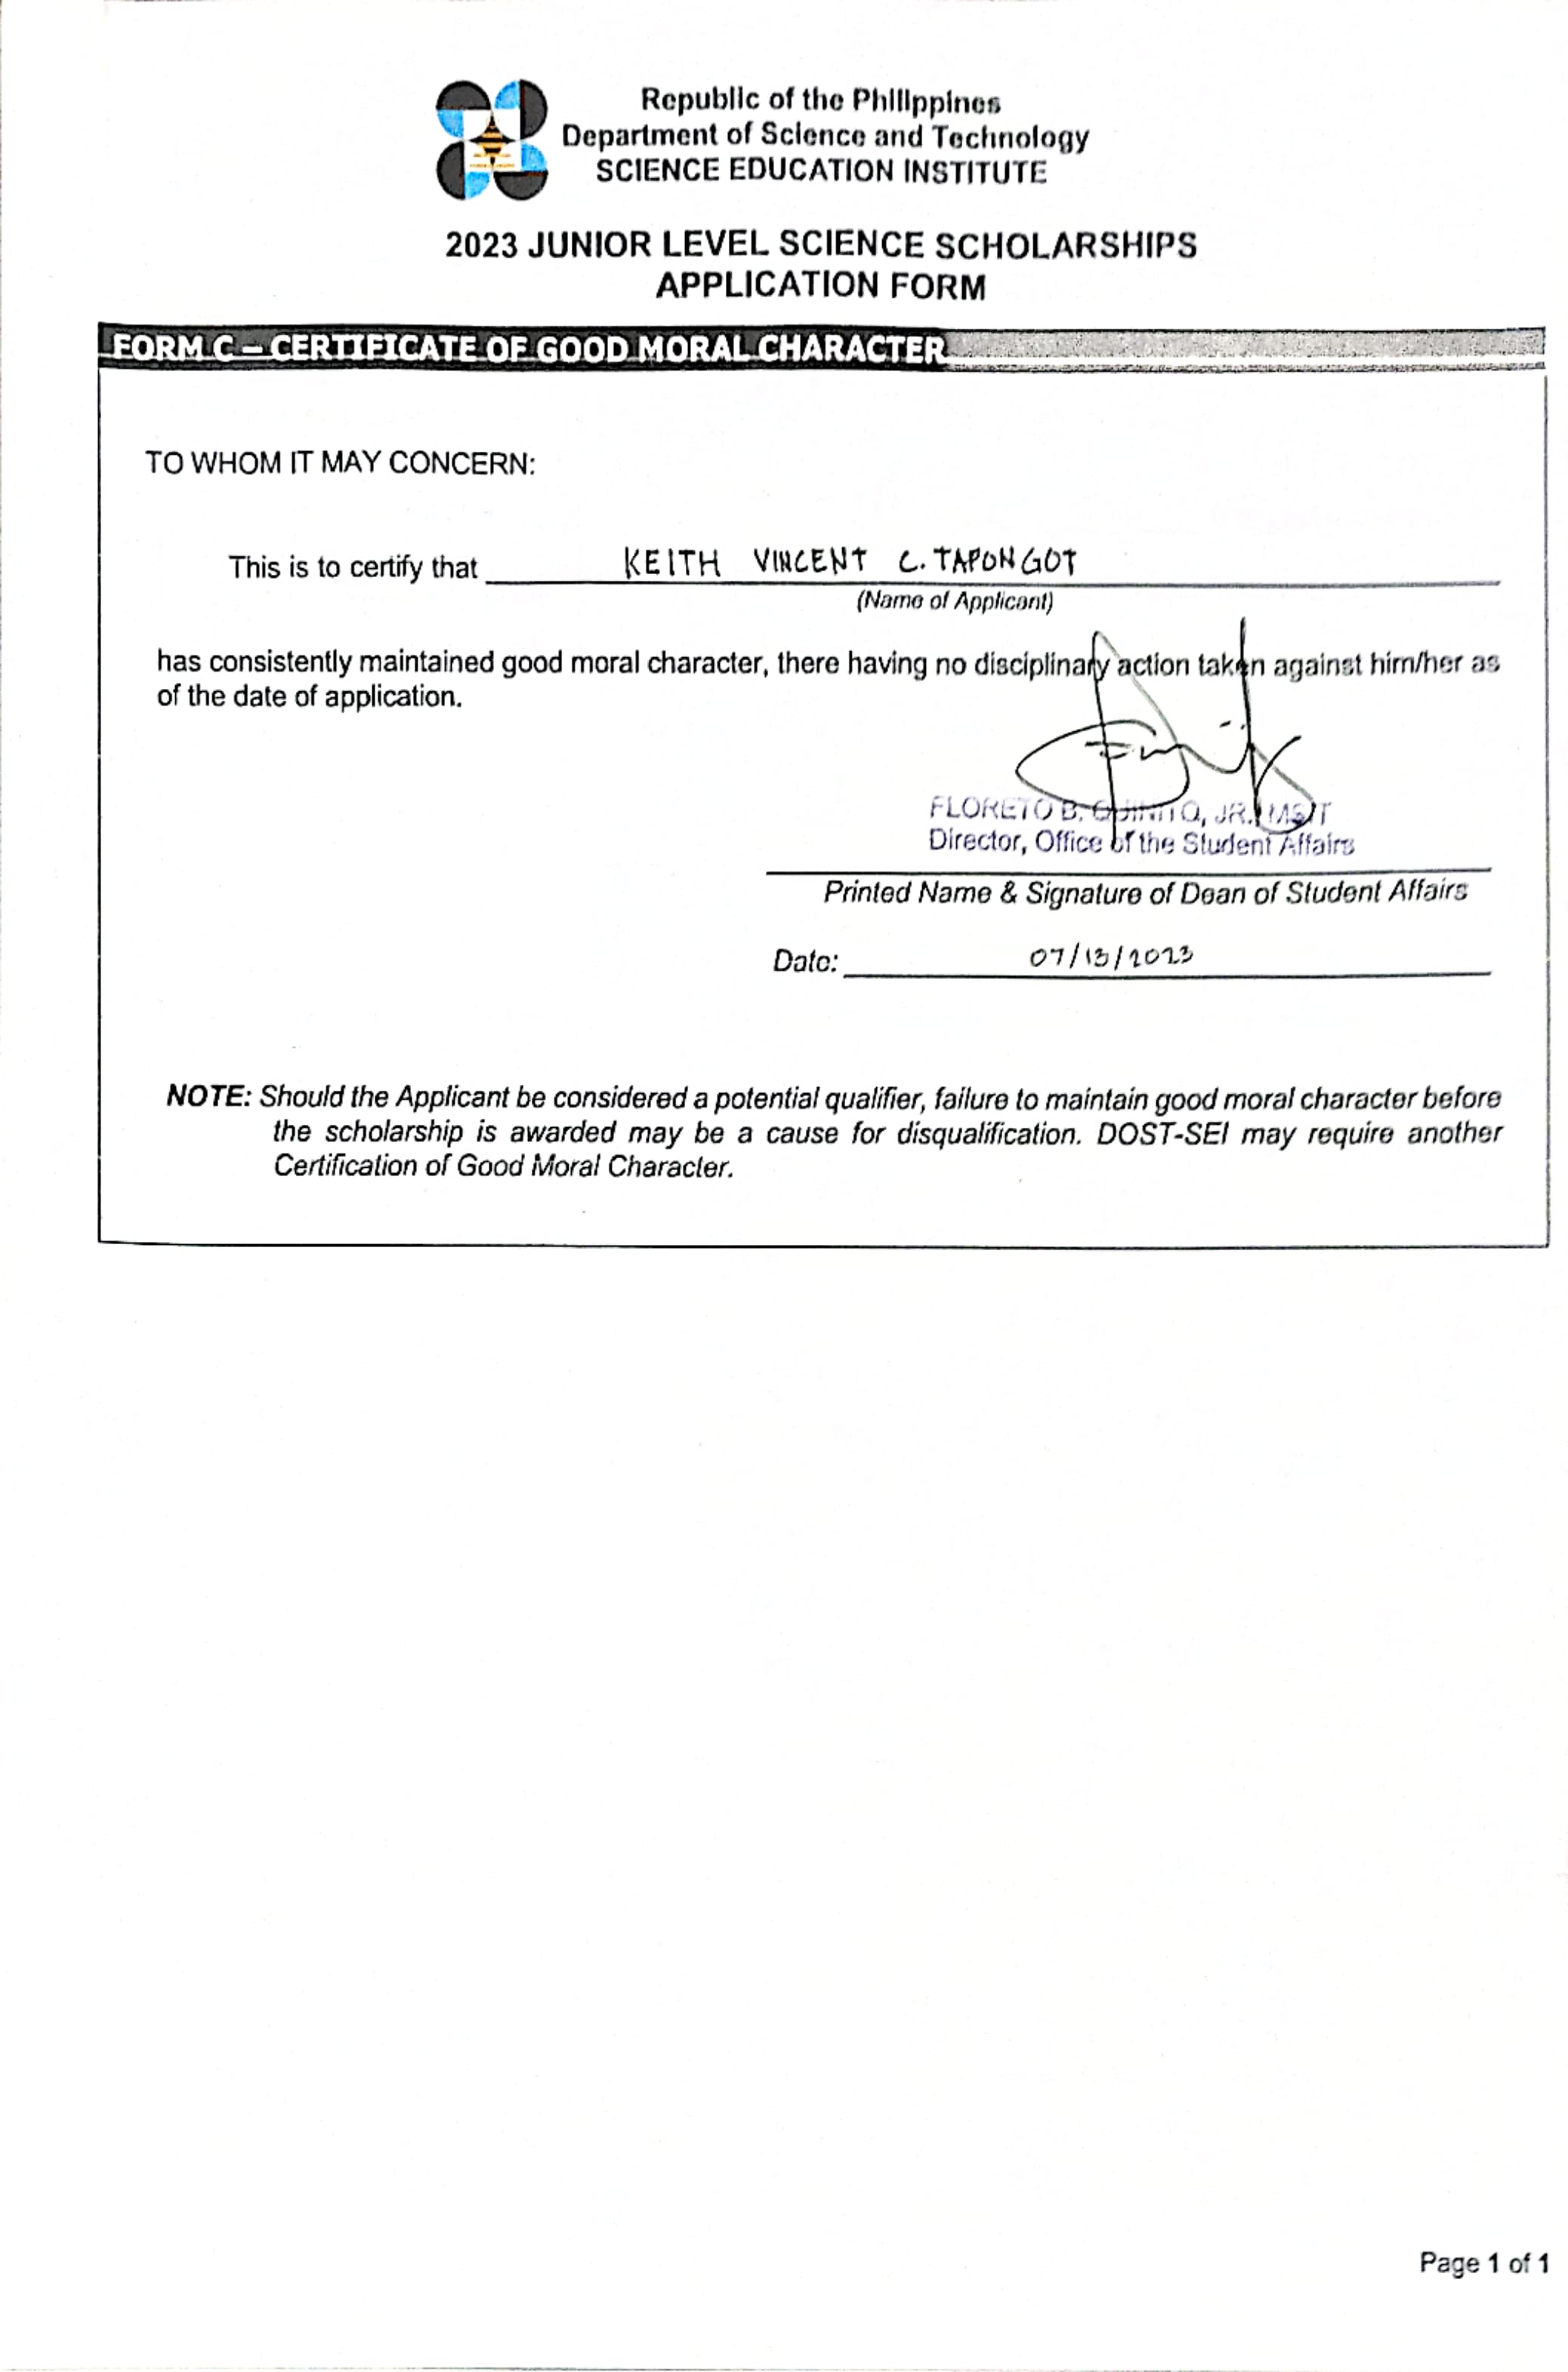 Republic of the Philippines
Department of Science and Technology
SCIENCE EDUCATION INSTITUTE
2023 JUNIOR LEVEL SCIENCE SCHOLARSHIPS
APPLICATION FORM
FORM C – CERTIFICATE OF GOOD MORAL CHARACTER
TO WHOM IT MAY CONCERN:
This is to certify that KEITH VINCENT C. TAPONGOT
(Name of Applicant)
has consistently maintained good moral character, there having no disciplinary action taken against him/her as
of the date of application.
FLORETO B. QUINITO, JR., MSIT
Director, Office of the Student Affairs
Printed Name & Signature of Dean of Student Affairs
Date: 07/13/2023
NOTE: Should the Applicant be considered a potential qualifier, failure to maintain good moral character before
the scholarship is awarded may be a cause for disqualification. DOST-SEI may require another
Certification of Good Moral Character.
Page 1 of 1